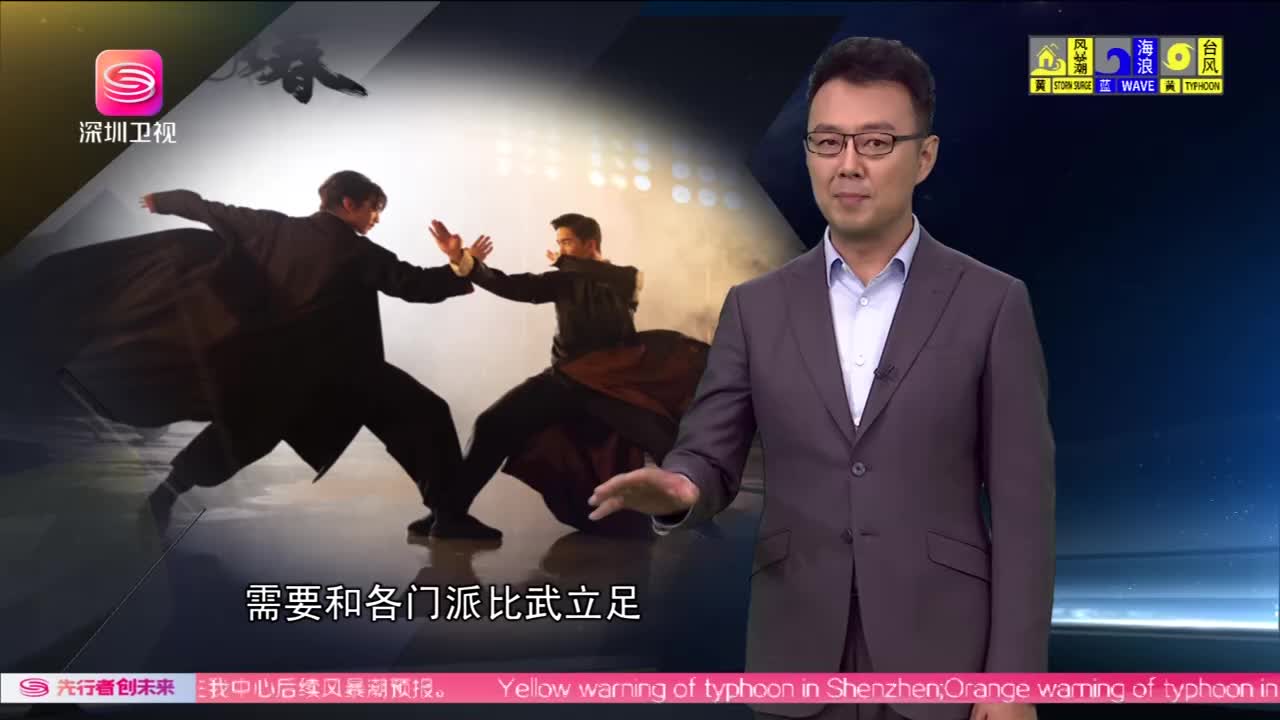 春
深圳卫视
风暴潮
黄 STORM SURGE
海浪
蓝 WAVE
台风
黄 TYPHOON
需要和各门派比武立足
先行者创未来
我中心后续风暴潮预报。 Yellow warning of typhoon in Shenzhen;Orange warning of typhoon in